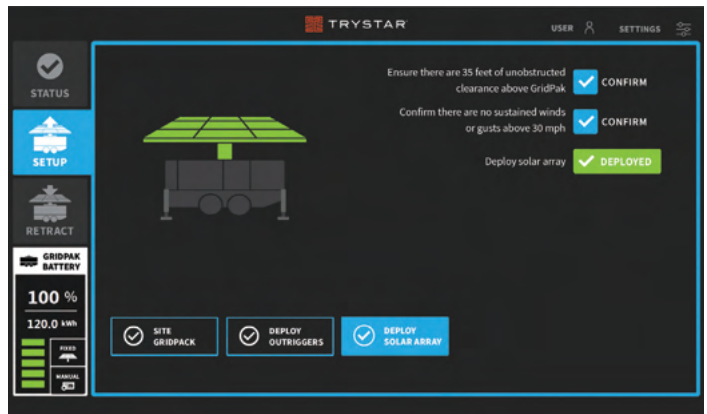 TRYSTAR
USER
SETTINGS
STATUS
SETUP
RETRACT
GRIDPAK
BATTERY
100 %
120.0 kWh
FIXED
MANUAL
Ensure there are 35 feet of unobstructed
clearance above GridPak
CONFIRM
Confirm there are no sustained winds
or gusts above 30 mph
CONFIRM
Deploy solar array
DEPLOYED
SITE
GRIDPACK
DEPLOY
OUTRIGGERS
DEPLOY
SOLAR ARRAY